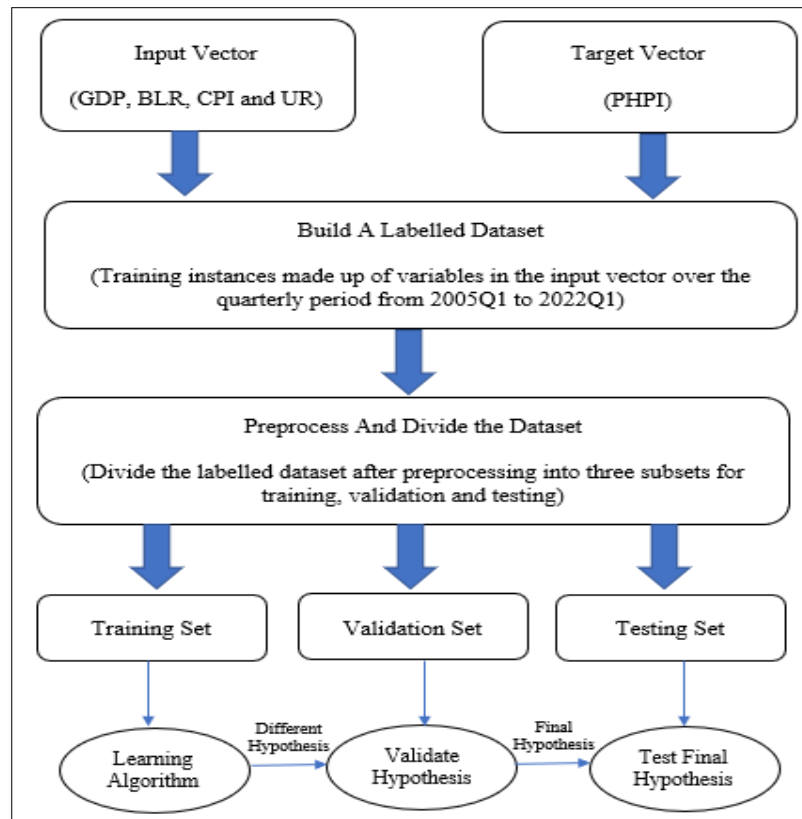 Input Vector
(GDP, BLR, CPI and UR)
Target Vector
(PHPI)
Build A Labelled Dataset
(Training instances made up of variables in the input vector over the
quarterly period from 2005Q1 to 2022Q1)
Preprocess And Divide the Dataset
(Divide the labelled dataset after preprocessing into three subsets for
training, validation and testing)
Training Set
Validation Set
Testing Set
Learning
Algorithm
Different
Hypothesis
Validate
Hypothesis
Final
Hypothesis
Test Final
Hypothesis